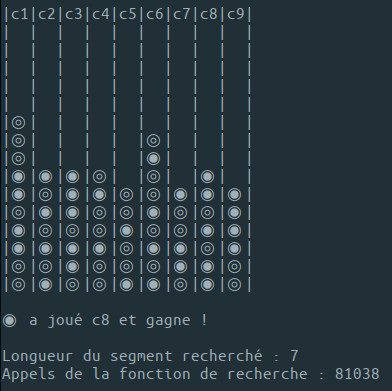 |c1|c2|c3|c4|c5|c6|c7|c8|c9|
◉ a joué c8 et gagne !
Longueur du segment recherché : 7
Appels de la fonction de recherche : 81038